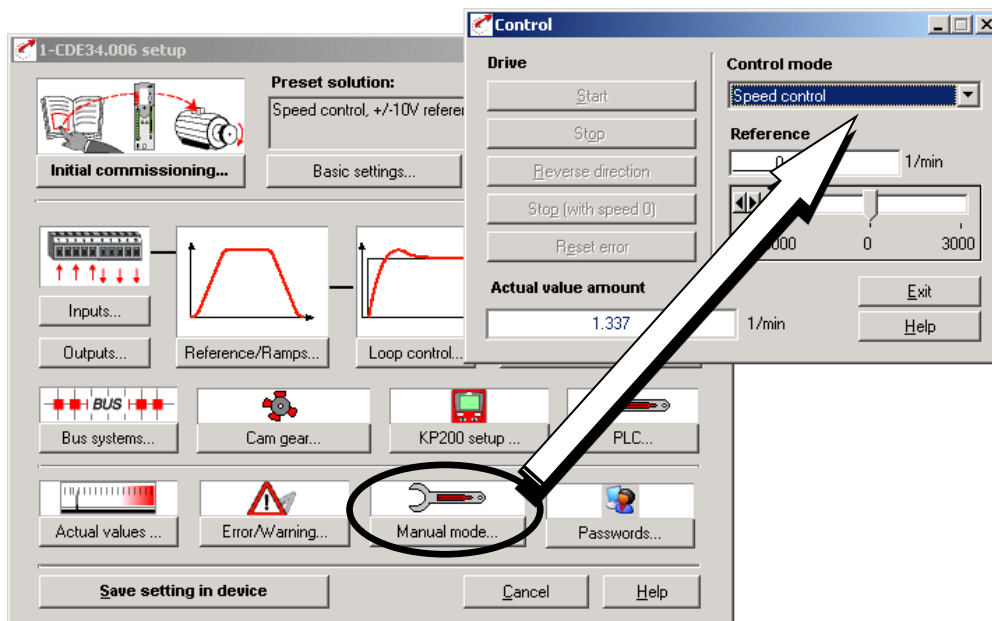 1-CDE34.006 setup
Preset solution:
Speed control, +/-10V refere
Initial commissioning...
Basic settings...
Inputs...
Outputs...
Reference/Ramps...
Loop control...
BUS
Bus systems...
Cam gear...
KP200 setup ...
PLC...
Actual values ...
Error/Warning...
Manual mode...
Passwords...
Save setting in device
Cancel
Help
Control
Drive
Start
Stop
Reverse direction
Stop (with speed 0)
Reset error
Actual value amount
1.337 1/min
Control mode
Speed control
Reference
0 1/min
0 3000
Exit
Help